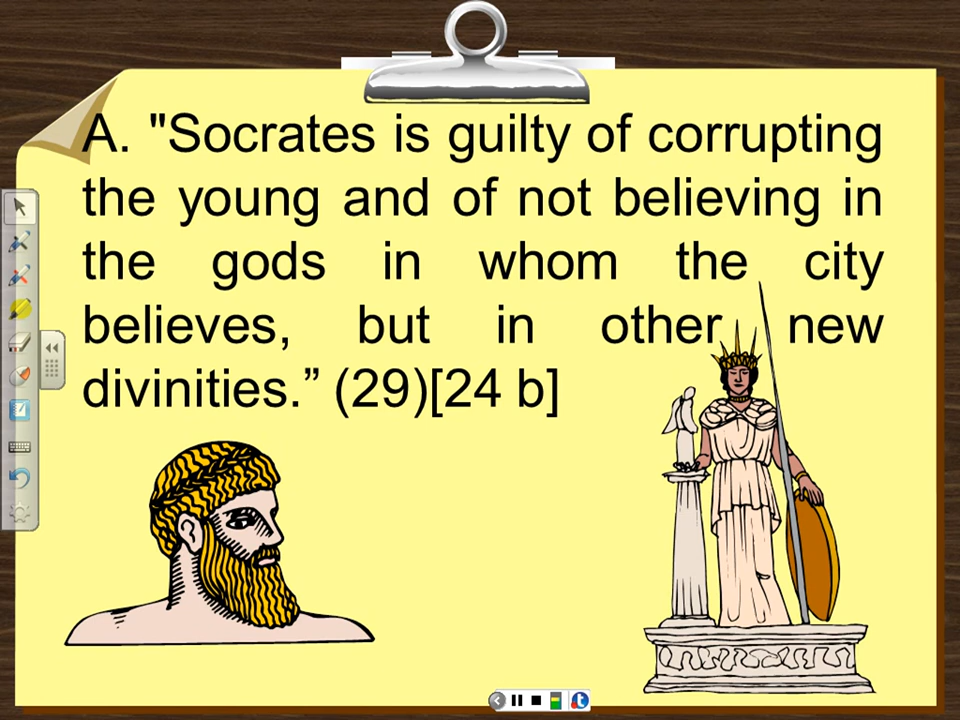 A. "Socrates is guilty of corrupting
the young and of not believing in
the gods in whom the city
believes, but in other new
divinities.” (29)[24 b]